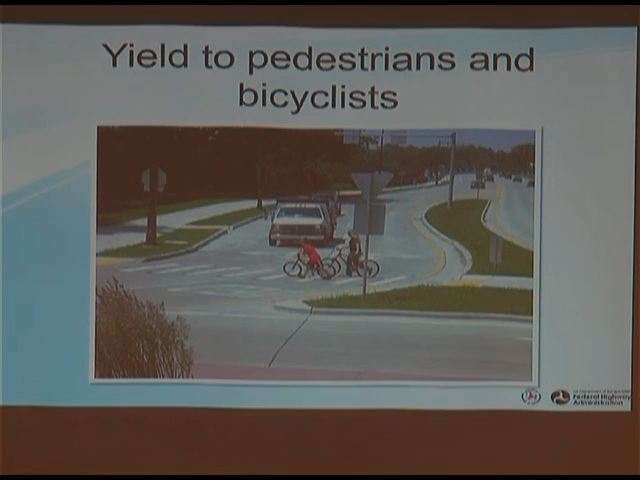 Yield to pedestrians and
bicyclists
Federal Highway
Administration